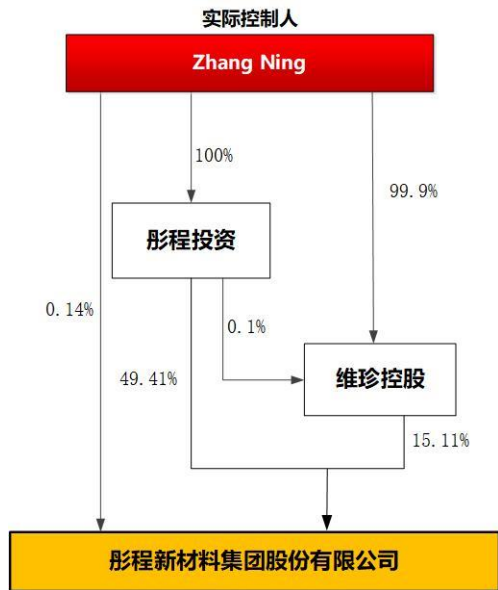 实际控制人
Zhang Ning
100%
99.9%
彤程投资
0.14%
0.1%
49.41%
维珍控股
15.11%
彤程新材料集团股份有限公司